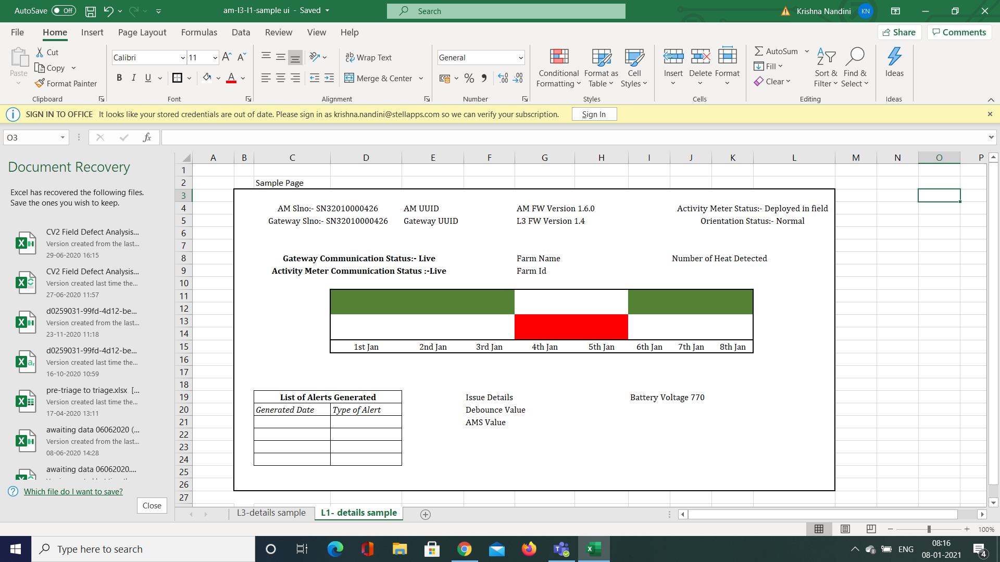 AutoSave Off am-l3-l1-sample ui - Saved Search Krishna Nandini KN
File Home Insert Page Layout Formulas Data Review View Help Share Comments
Paste Cut Copy Format Painter Clipboard
Calibri 11 A A B I U A Font
ab Wrap Text Merge & Center Alignment
General % Number
Conditional Formatting Format as Table Cell Styles Styles
Insert Delete Format Cells
AutoSum Fill Clear Sort & Filter Find & Select Editing
Ideas Ideas
SIGN IN TO OFFICE It looks like your stored credentials are out of date. Please sign in as krishna.nandini@stellapps.com so we can verify your subscription. Sign In
O3 fx
Document Recovery
Excel has recovered the following files.
Save the ones you wish to keep.
CV2 Field Defect Analysis...
Version created from the last...
29-06-2020 16:15
CV2 Field Defect Analysis...
Version created last time the...
27-06-2020 11:57
d0259031-99fd-4d12-be...
Version created from the last...
23-11-2020 11:18
d0259031-99fd-4d12-be...
Version created last time the...
16-10-2020 10:59
pre-triage to triage.xlsx [...
Version created last time the...
17-04-2020 13:11
awaiting data 06062020 (...
Version created from the last...
08-06-2020 14:28
awaiting data 06062020....
Which file do I want to save?
Close
A B C D E F G H I J K L M N O P
1
2 Sample Page
3
4 AM Slno:- SN32010000426 AM UUID AM FW Version 1.6.0 Activity Meter Status:- Deployed in field
5 Gateway Slno:- SN32010000426 Gateway UUID L3 FW Version 1.4 Orientation Status:- Normal
6
7
8 Gateway Communication Status:- Live Farm Name Number of Heat Detected
9 Activity Meter Communication Status :-Live Farm Id
10
11
12
13
14
15 1st Jan 2nd Jan 3rd Jan 4th Jan 5th Jan 6th Jan 7th Jan 8th Jan
16
17
18
19 List of Alerts Generated Issue Details Battery Voltage 770
20 Generated Date Type of Alert Debounce Value
21 AMS Value
22
23
24
25
26
27
L3-details sample L1- details sample
100%
Type here to search ENG 08:16
08-01-2021 4